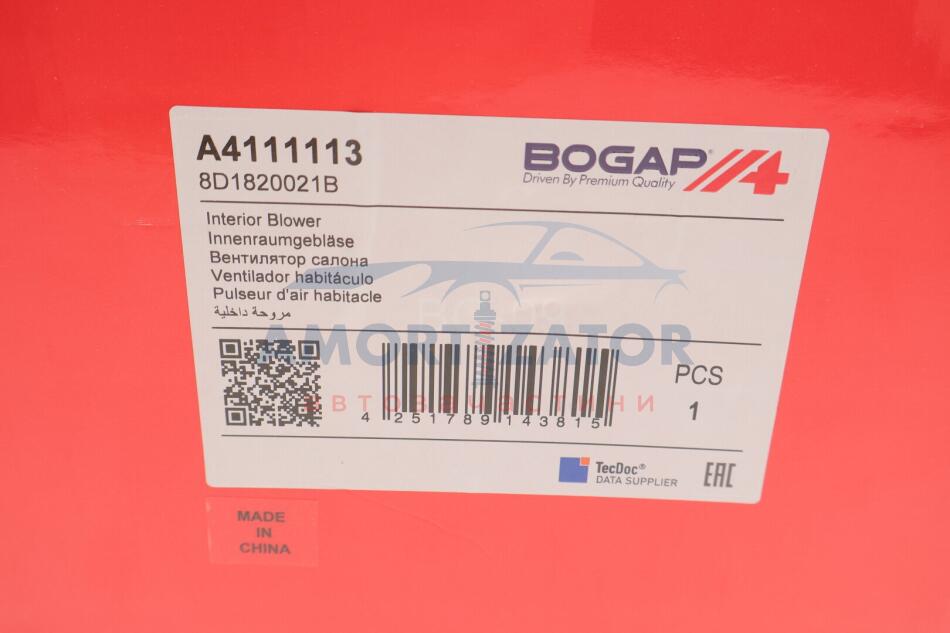 A4111113
8D1820021B
BOGAP
Driven By Premium Quality
Interior Blower
Innenraumgebläse
Вентилятор салона
Ventilador habitáculo
Pulseur d'air habitacle
مروحة داخلية
AMORTIZATOR
автозапчастини
4 251789 143815
PCS
1
TecDoc®
DATA SUPPLIER
EAC
MADE
IN
CHINA